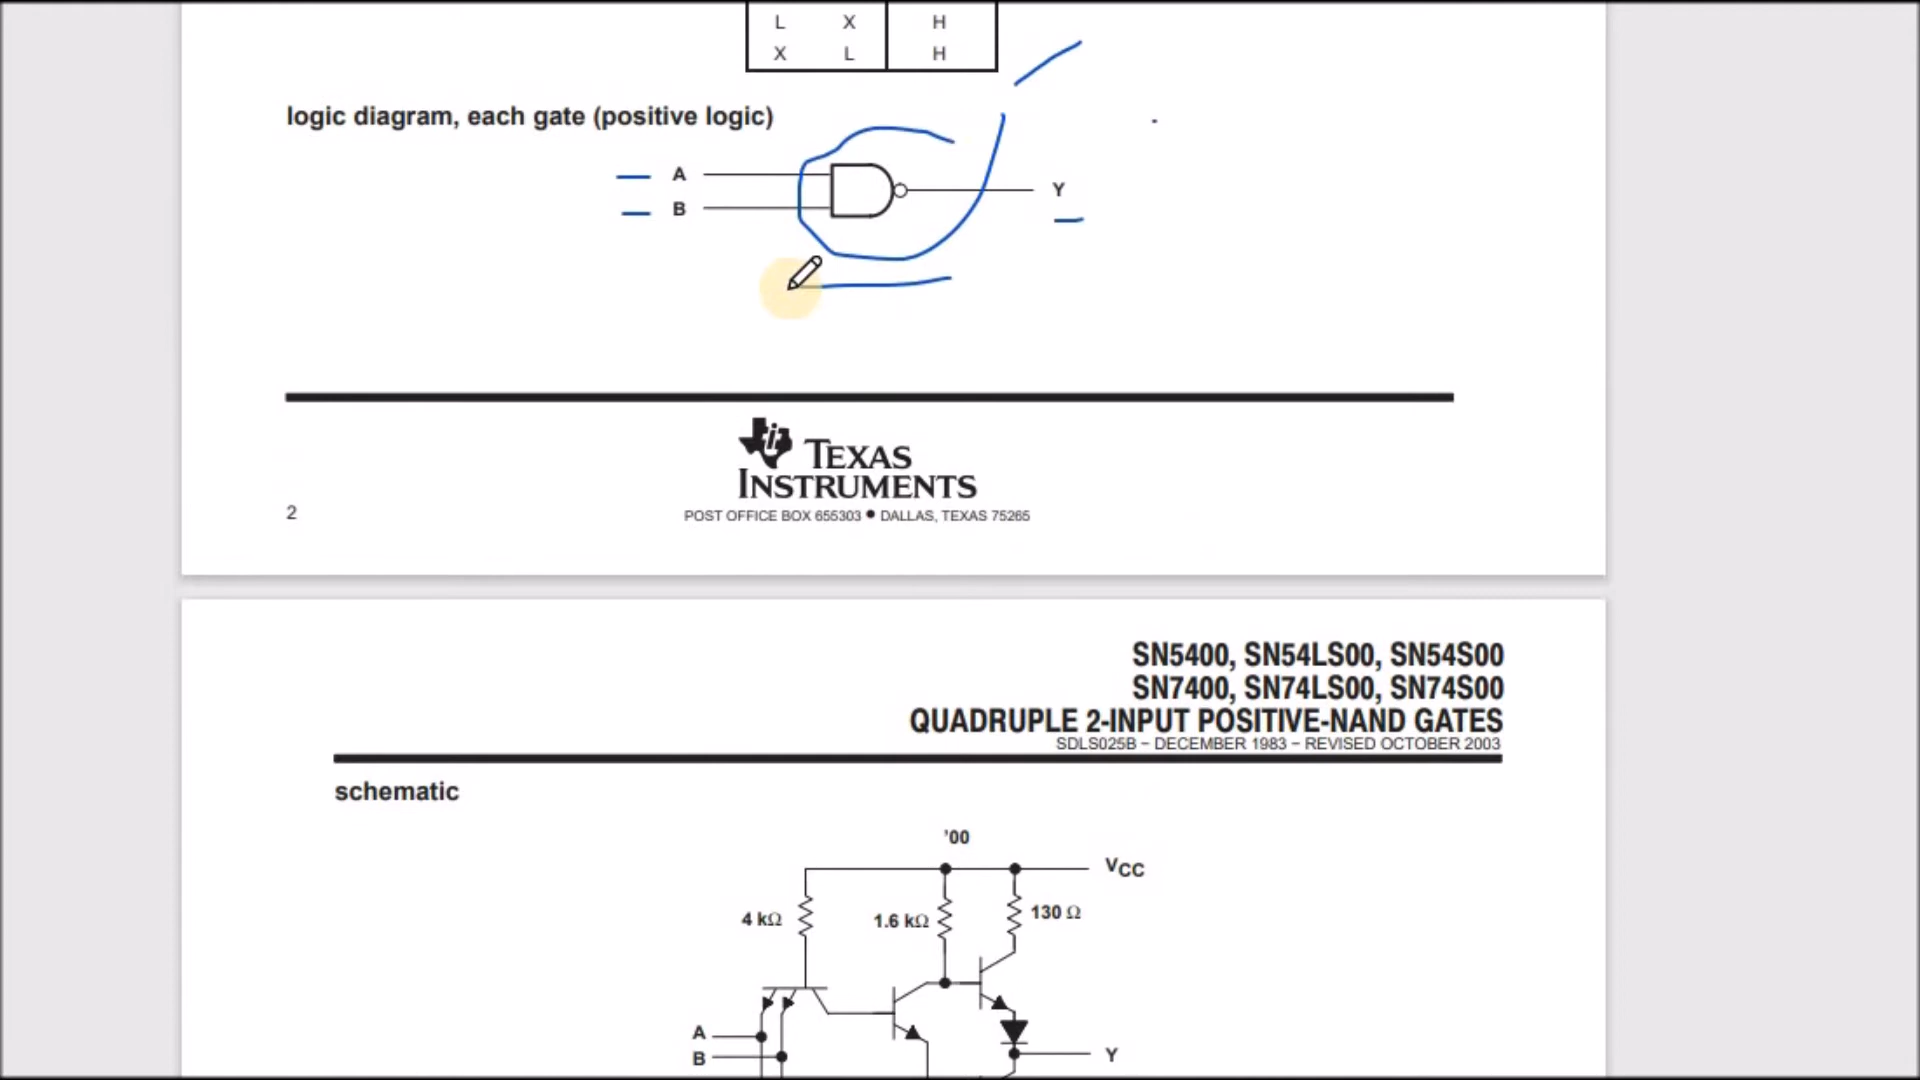 L X H
X L H
logic diagram, each gate (positive logic)
A
B
Y
TEXAS
INSTRUMENTS
2
POST OFFICE BOX 655303 • DALLAS, TEXAS 75265
SN5400, SN54LS00, SN54S00
SN7400, SN74LS00, SN74S00
QUADRUPLE 2-INPUT POSITIVE-NAND GATES
SDLS025B − DECEMBER 1983 − REVISED OCTOBER 2003
schematic
'00
VCC
4 kΩ
1.6 kΩ
130 Ω
A
B
Y